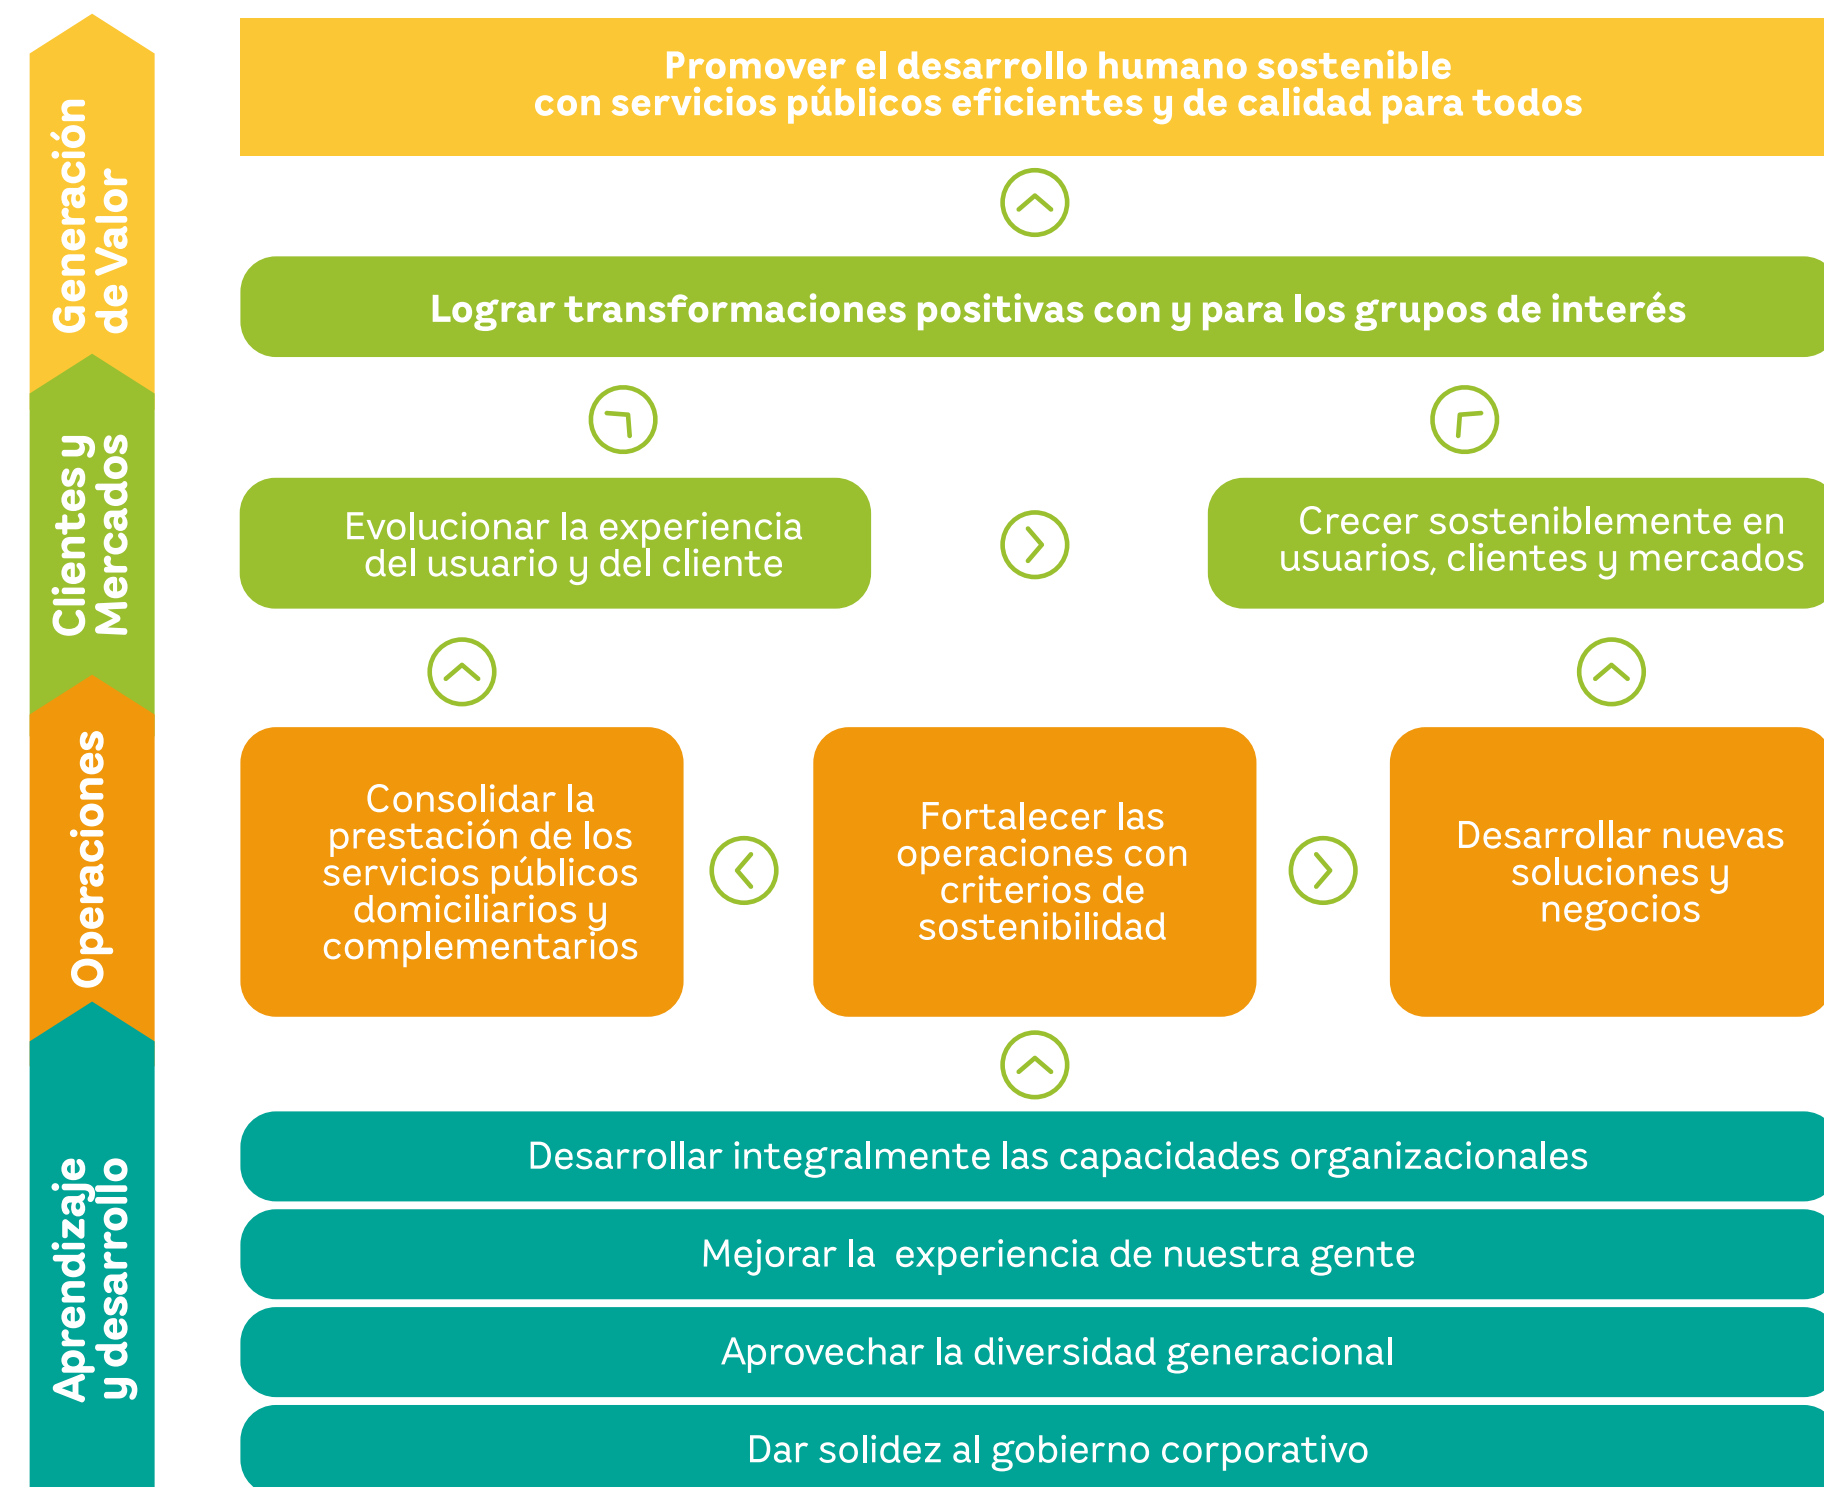 Generación
de Valor
Promover el desarrollo humano sostenible
con servicios públicos eficientes y de calidad para todos
Lograr transformaciones positivas con y para los grupos de interés
Clientes y
Mercados
Evolucionar la experiencia
del usuario y del cliente
Crecer sosteniblemente en
usuarios, clientes y mercados
Operaciones
Consolidar la
prestación de los
servicios públicos
domiciliarios y
complementarios
Fortalecer las
operaciones con
criterios de
sostenibilidad
Desarrollar nuevas
soluciones y
negocios
Aprendizaje
y desarrollo
Desarrollar integralmente las capacidades organizacionales
Mejorar la  experiencia de nuestra gente
Aprovechar la diversidad generacional
Dar solidez al gobierno corporativo